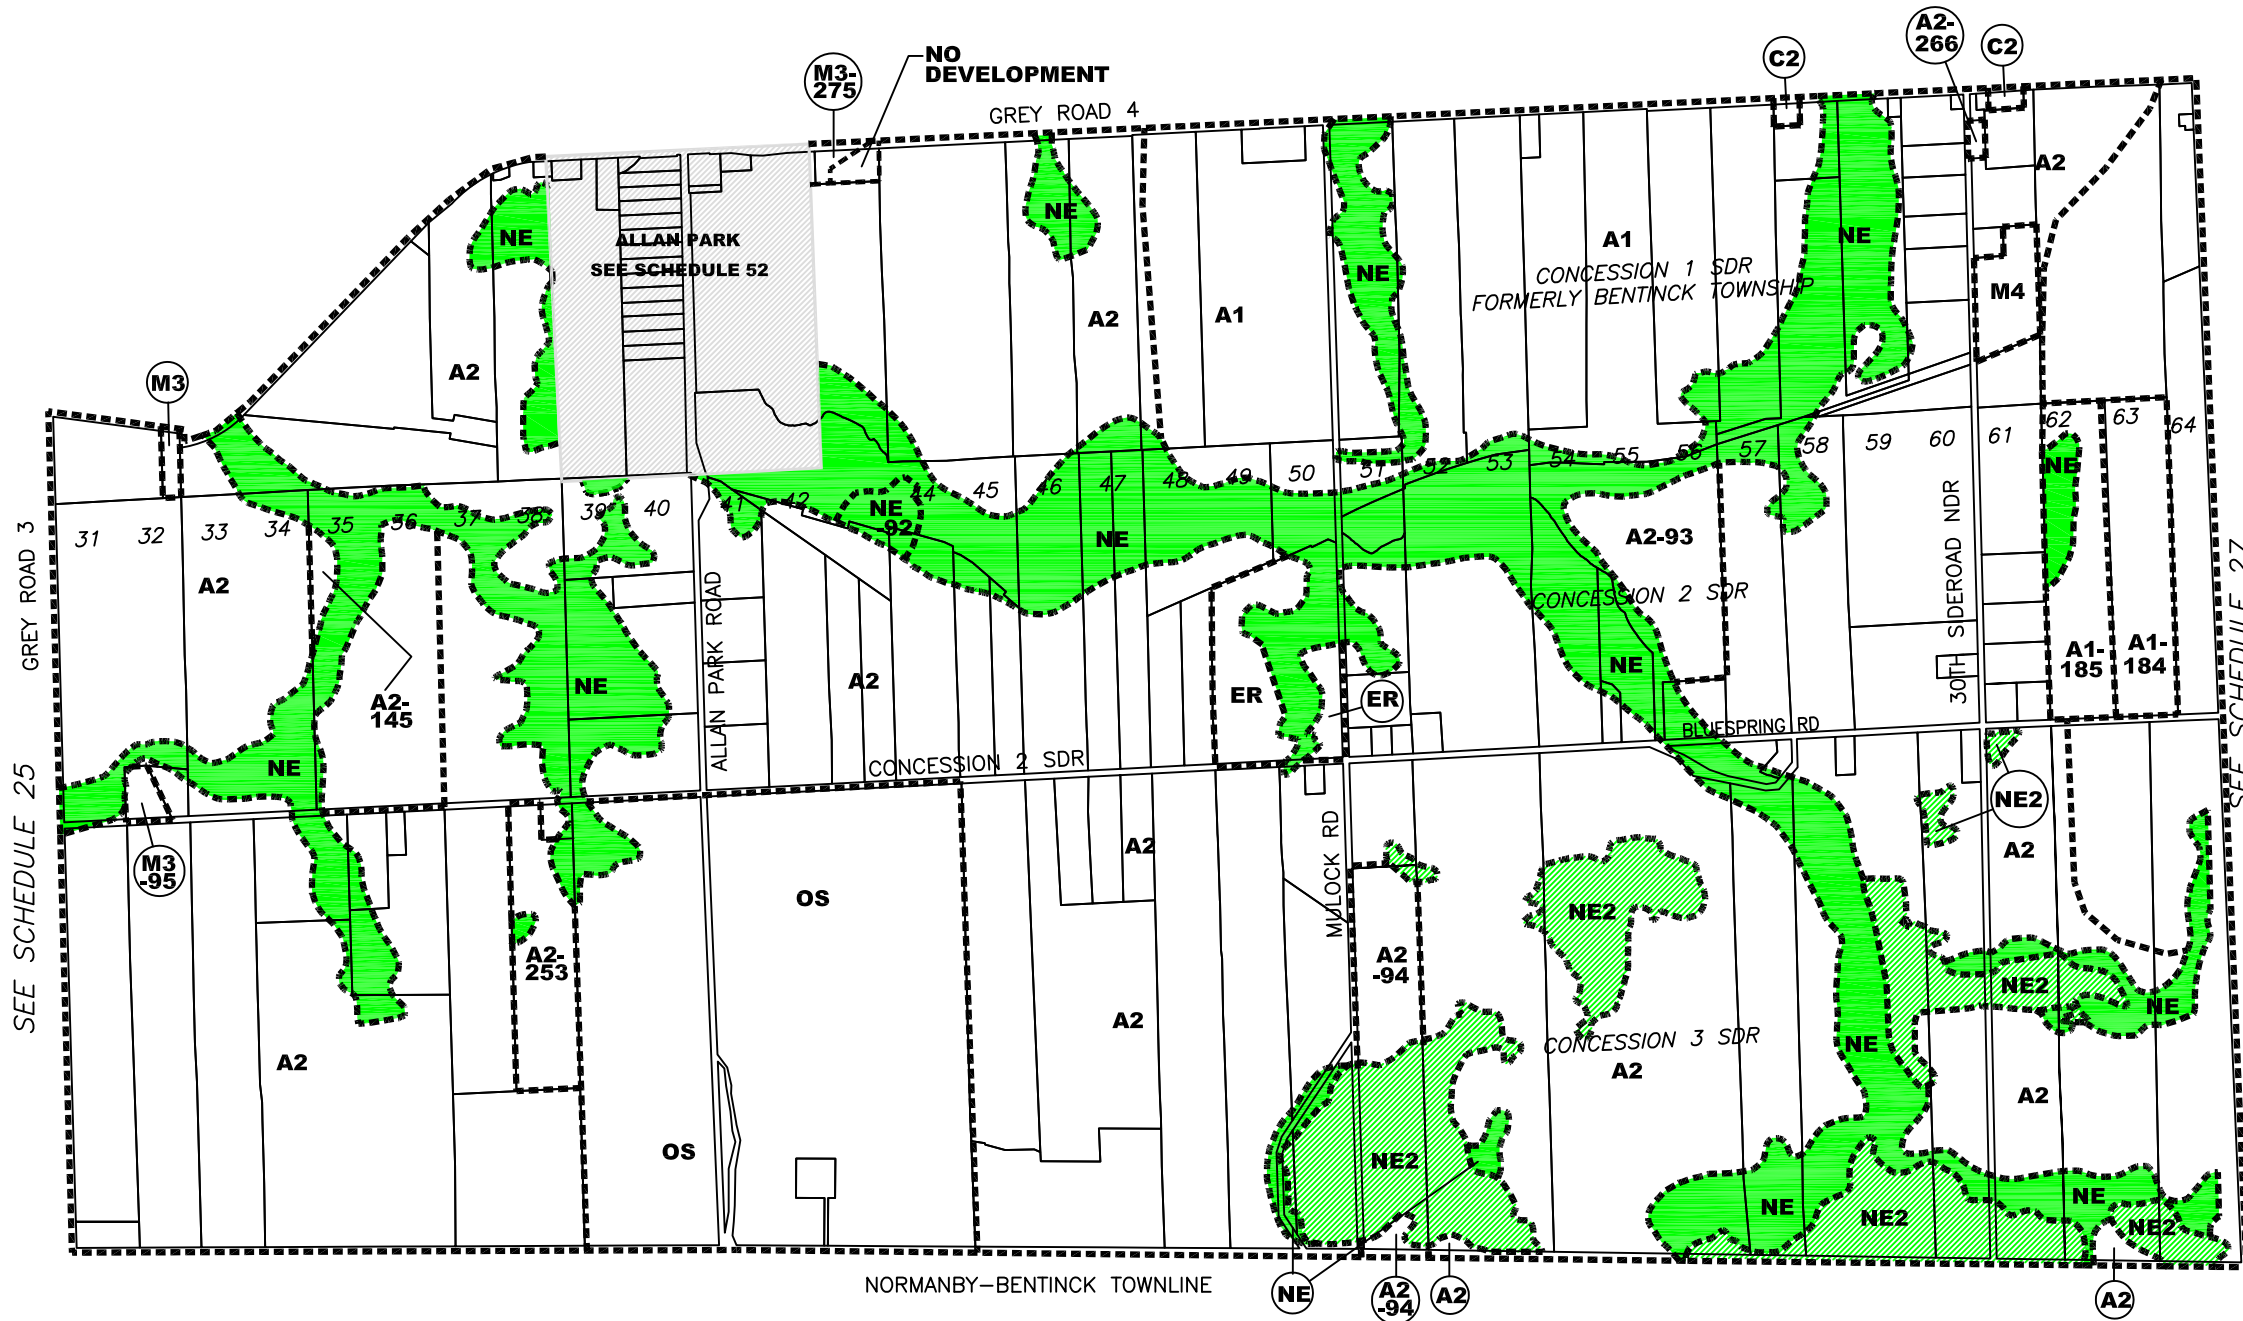 A2-
266
C2
C2
M3-
275
NO
DEVELOPMENT
GREY ROAD 4
A2
NE
NE
NE
ALLAN PARK
SEE SCHEDULE 52
A1
NE
NE
CONCESSION 1 SDR
FORMERLY BENTINCK TOWNSHIP
M4
A2
A1
A2
M3
31
32
33
34
35
36
37
38
39
40
41
42
44
45
46
47
48
49
50
51
52
53
54
55
56
57
58
59
60
61
62
63
64
NE
NE
-92
NE
A2-93
A2
GREY ROAD 3
ALLAN PARK ROAD
CONCESSION 2 SDR
30TH SIDEROAD NDR
SEE SCHEDULE 27
A1-
185
A1-
184
NE
NE
A2
ER
ER
A2-
145
BLUESPRING RD
CONCESSION 2 SDR
NE
SEE SCHEDULE 25
M3
-95
MULOCK RD
NE2
A2
A2
OS
NE2
A2-
253
A2
-94
NE2
NE
A2
A2
CONCESSION 3 SDR
NE
A2
A2
OS
NE2
NE
NE2
NE
NE2
NORMANBY-BENTINCK TOWNLINE
NE
A2
-94
A2
A2